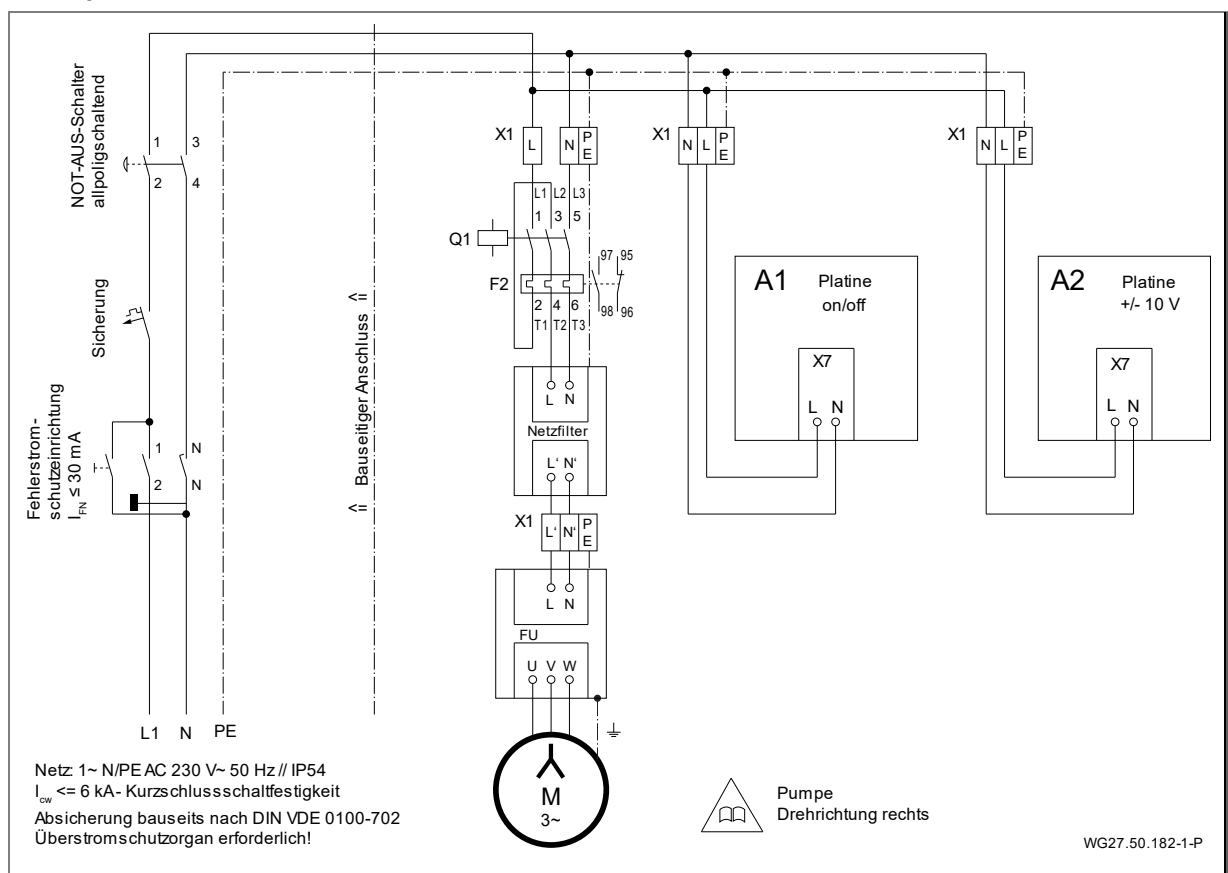 NOT-AUS-Schalter
allpoligschaltend
1 3
2 4
Sicherung
Fehlerstrom-
schutzeinrichtung
I_FN ≤ 30 mA
1 N
2 N
L1 N PE
<= Bauseitiger Anschluss <=
X1 L N PE
L1 L2 L3
1 3 5
Q1
F2
97 95
98 96
2 4 6
T1 T2 T3
L N
Netzfilter
L' N'
X1 L' N' PE
L N
FU
U V W
M
3~
X1 N L PE
A1 Platine
on/off
X7
L N
X1 N L PE
A2 Platine
+/- 10 V
X7
L N
Netz: 1~ N/PE AC 230 V~ 50 Hz // IP54
I_cw <= 6 kA- Kurzschlussschaltfestigkeit
Absicherung bauseits nach DIN VDE 0100-702
Überstromschutzorgan erforderlich!
Pumpe
Drehrichtung rechts
WG27.50.182-1-P